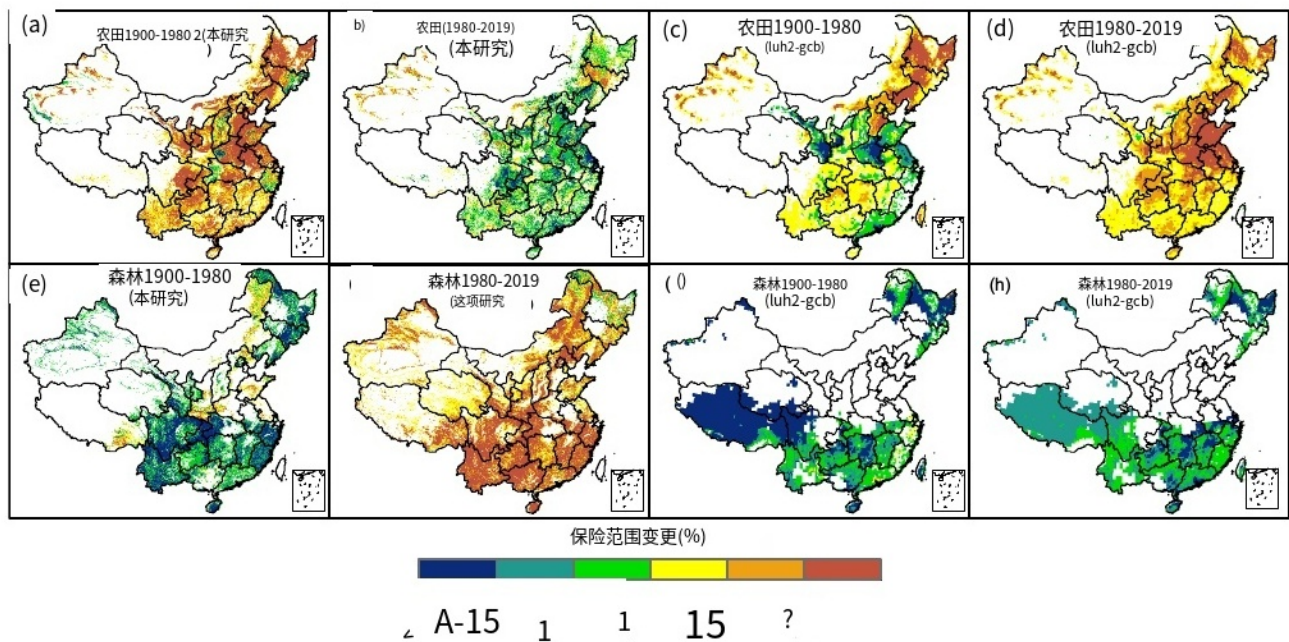 (a)
农田1900-1980 2(本研究
)
b)
农田(1980-2019)
(本研究)
(c)
农田1900-1980
(luh2-gcb)
(d)
农田1980-2019
(luh2-gcb)
(e)
森林1900-1980
(本研究)
森林1980-2019
(这项研究
)
( ()
森林1900-1980
(luh2-gcb)
(h)
森林1980-2019
(luh2-gcb)
保险范围变更(%)
A-15 1 1 15 ?